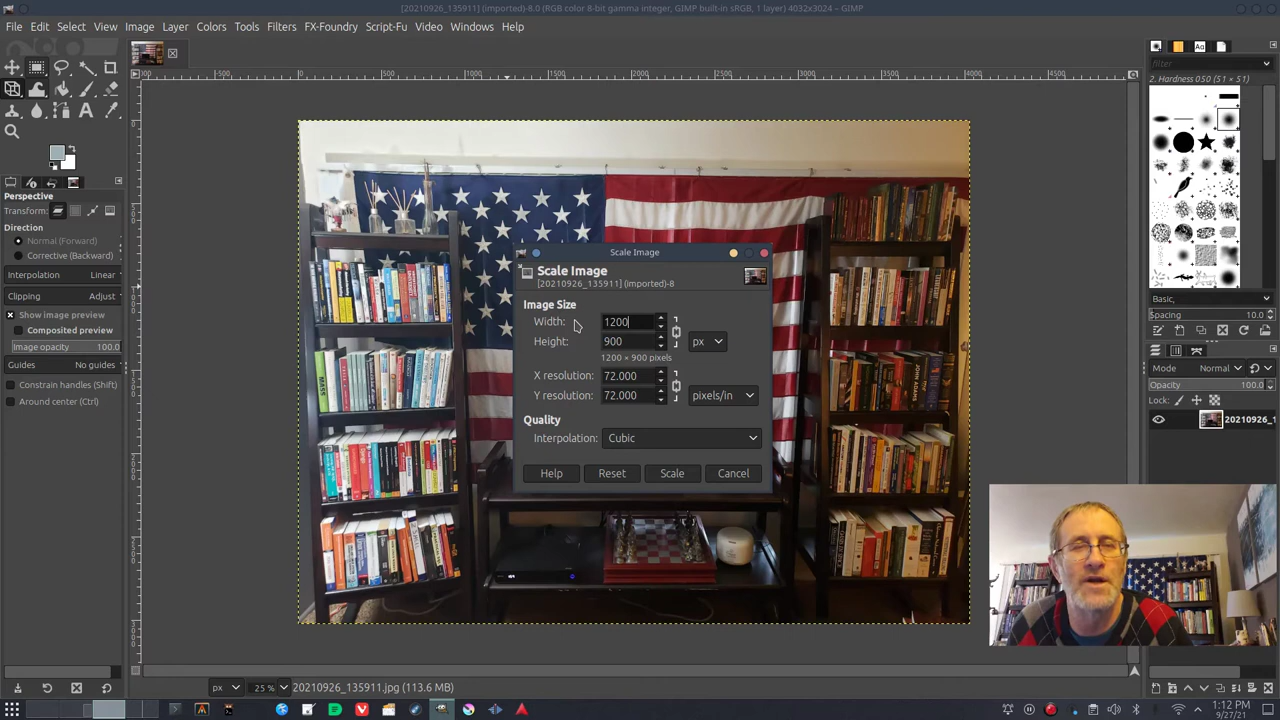 [20210926_135911] (imported)-8.0 (RGB color 8-bit gamma integer, GIMP built-in sRGB, 1 layer) 4032x3024 – GIMP
File Edit Select View Image Layer Colors Tools Filters FX-Foundry Script-Fu Video Windows Help
Perspective
Transform:
Direction
Normal (Forward)
Corrective (Backward)
Interpolation Linear
Clipping Adjust
Show image preview
Composited preview
Image opacity 100.0
Guides No guides
Constrain handles (Shift)
Around center (Ctrl)
Scale Image
Scale Image
[20210926_135911] (imported)-8
Image Size
Width: 1200
Height: 900 px
1200 × 900 pixels
X resolution: 72.000
Y resolution: 72.000 pixels/in
Quality
Interpolation: Cubic
Help Reset Scale Cancel
filter
2. Hardness 050 (51 × 51)
Basic,
Spacing 10.0
Mode Normal
Opacity 100.0
Lock:
20210926_1
px 25 % 20210926_135911.jpg (113.6 MB)
1:12 PM
9/27/21